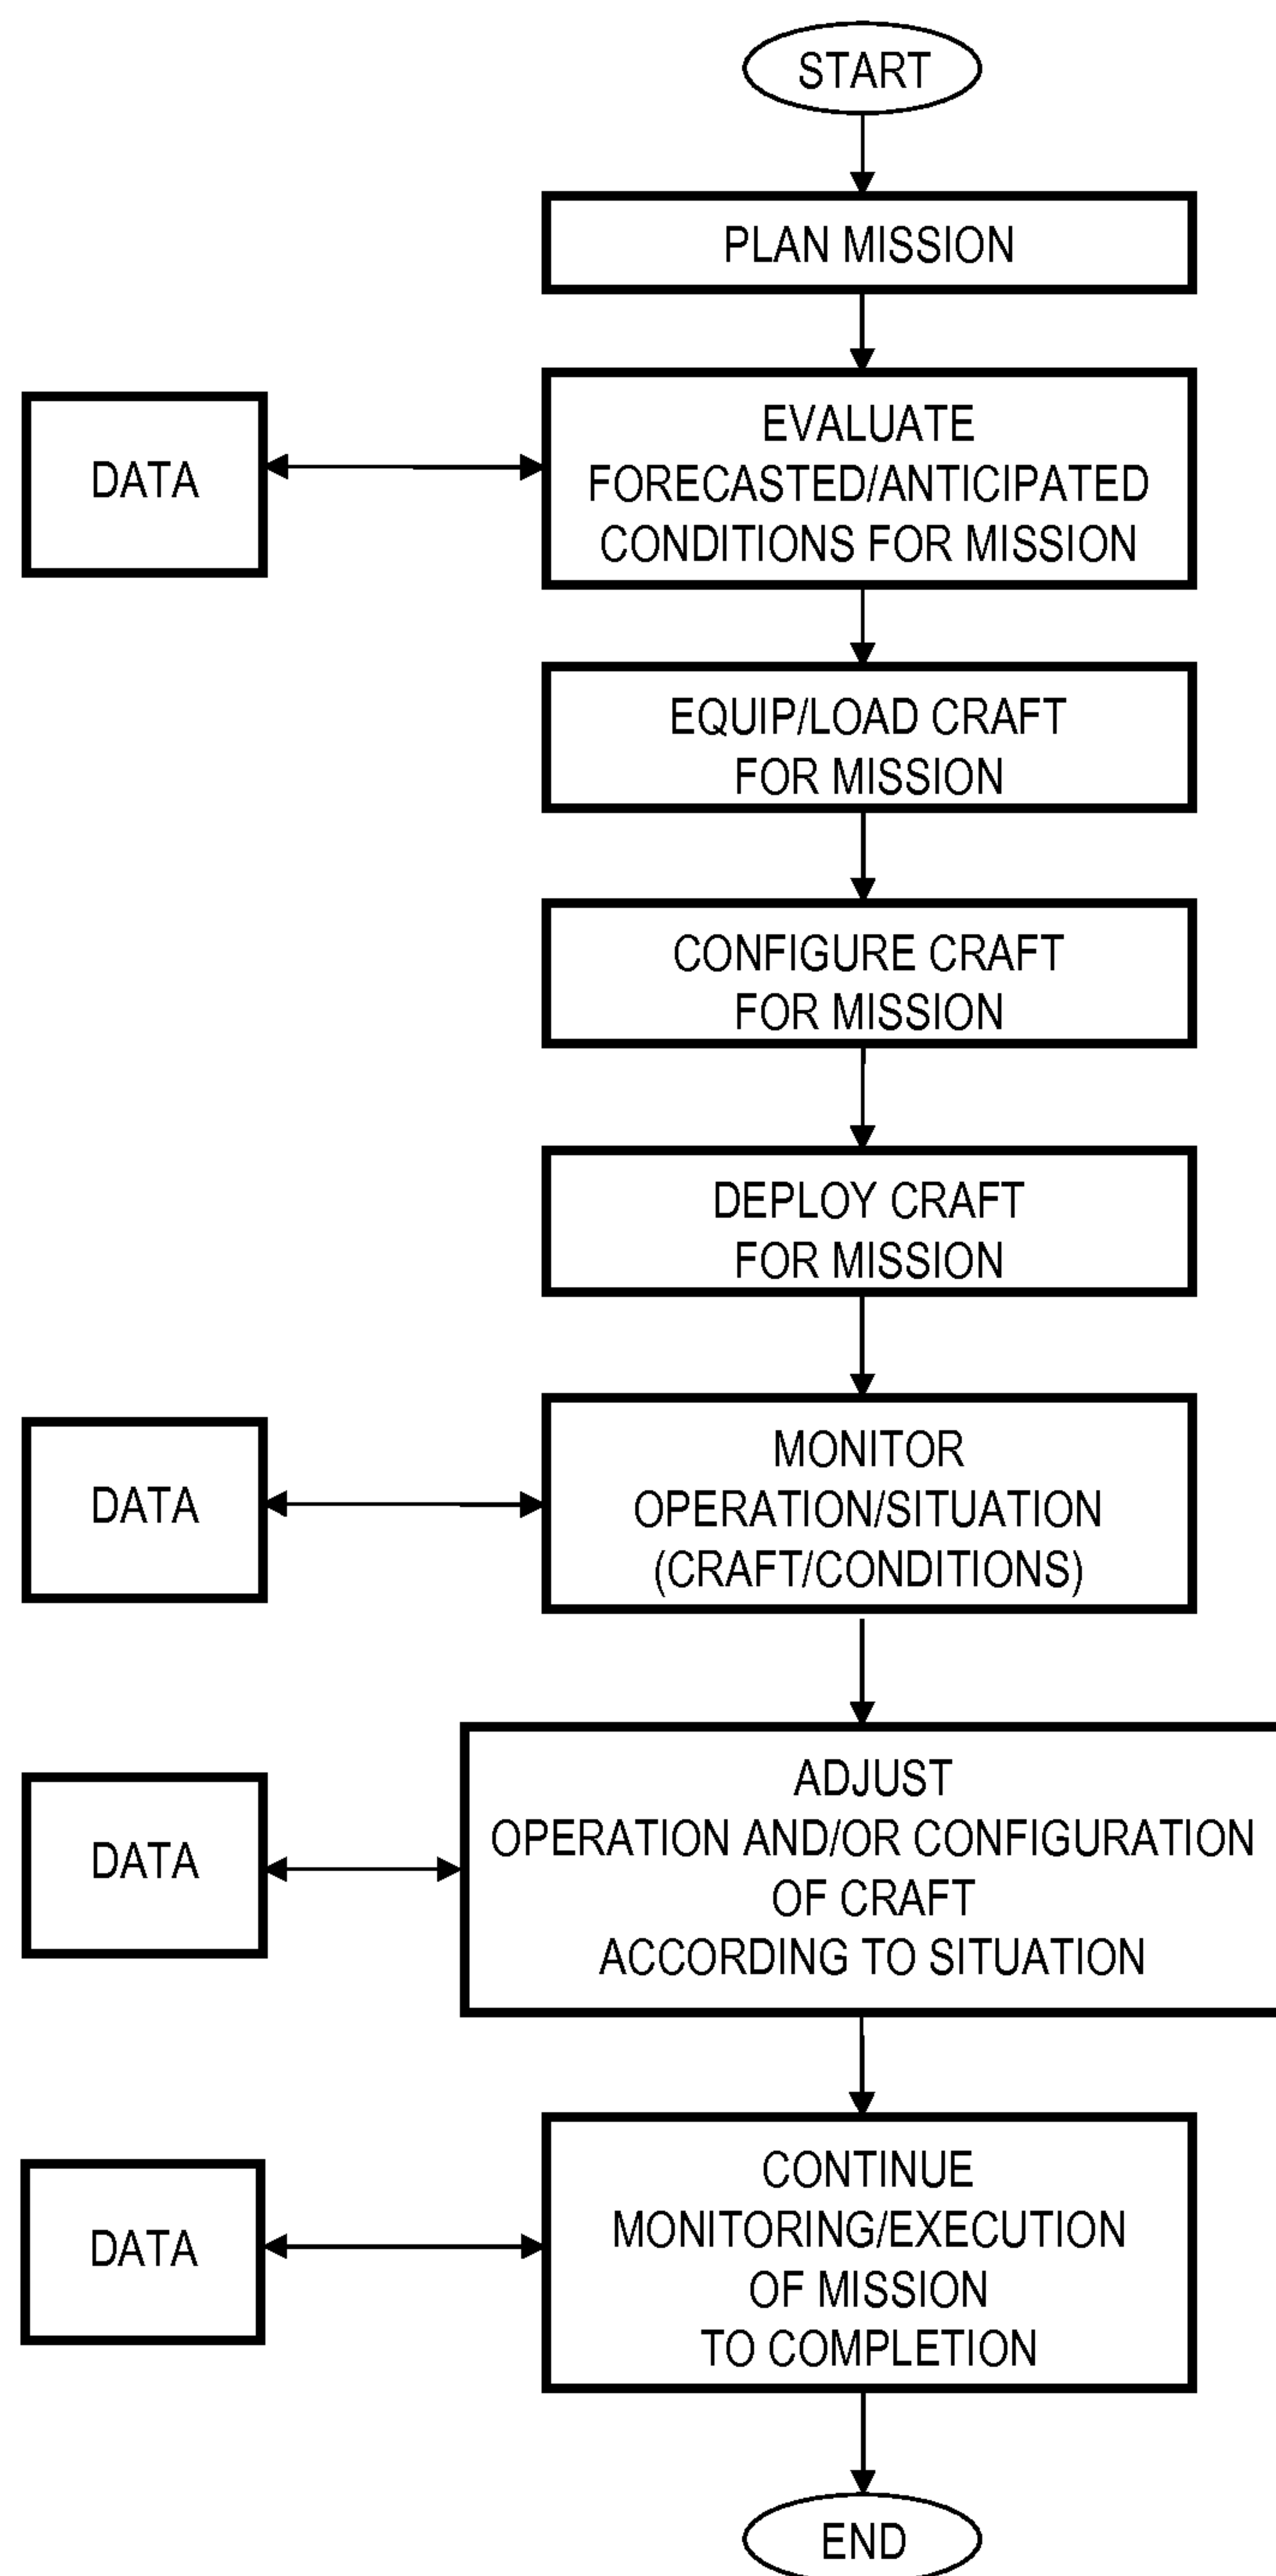 START
PLAN MISSION
EVALUATE
FORECASTED/ANTICIPATED
CONDITIONS FOR MISSION
DATA
EQUIP/LOAD CRAFT
FOR MISSION
CONFIGURE CRAFT
FOR MISSION
DEPLOY CRAFT
FOR MISSION
MONITOR
OPERATION/SITUATION
(CRAFT/CONDITIONS)
DATA
ADJUST
OPERATION AND/OR CONFIGURATION
OF CRAFT
ACCORDING TO SITUATION
DATA
CONTINUE
MONITORING/EXECUTION
OF MISSION
TO COMPLETION
DATA
END